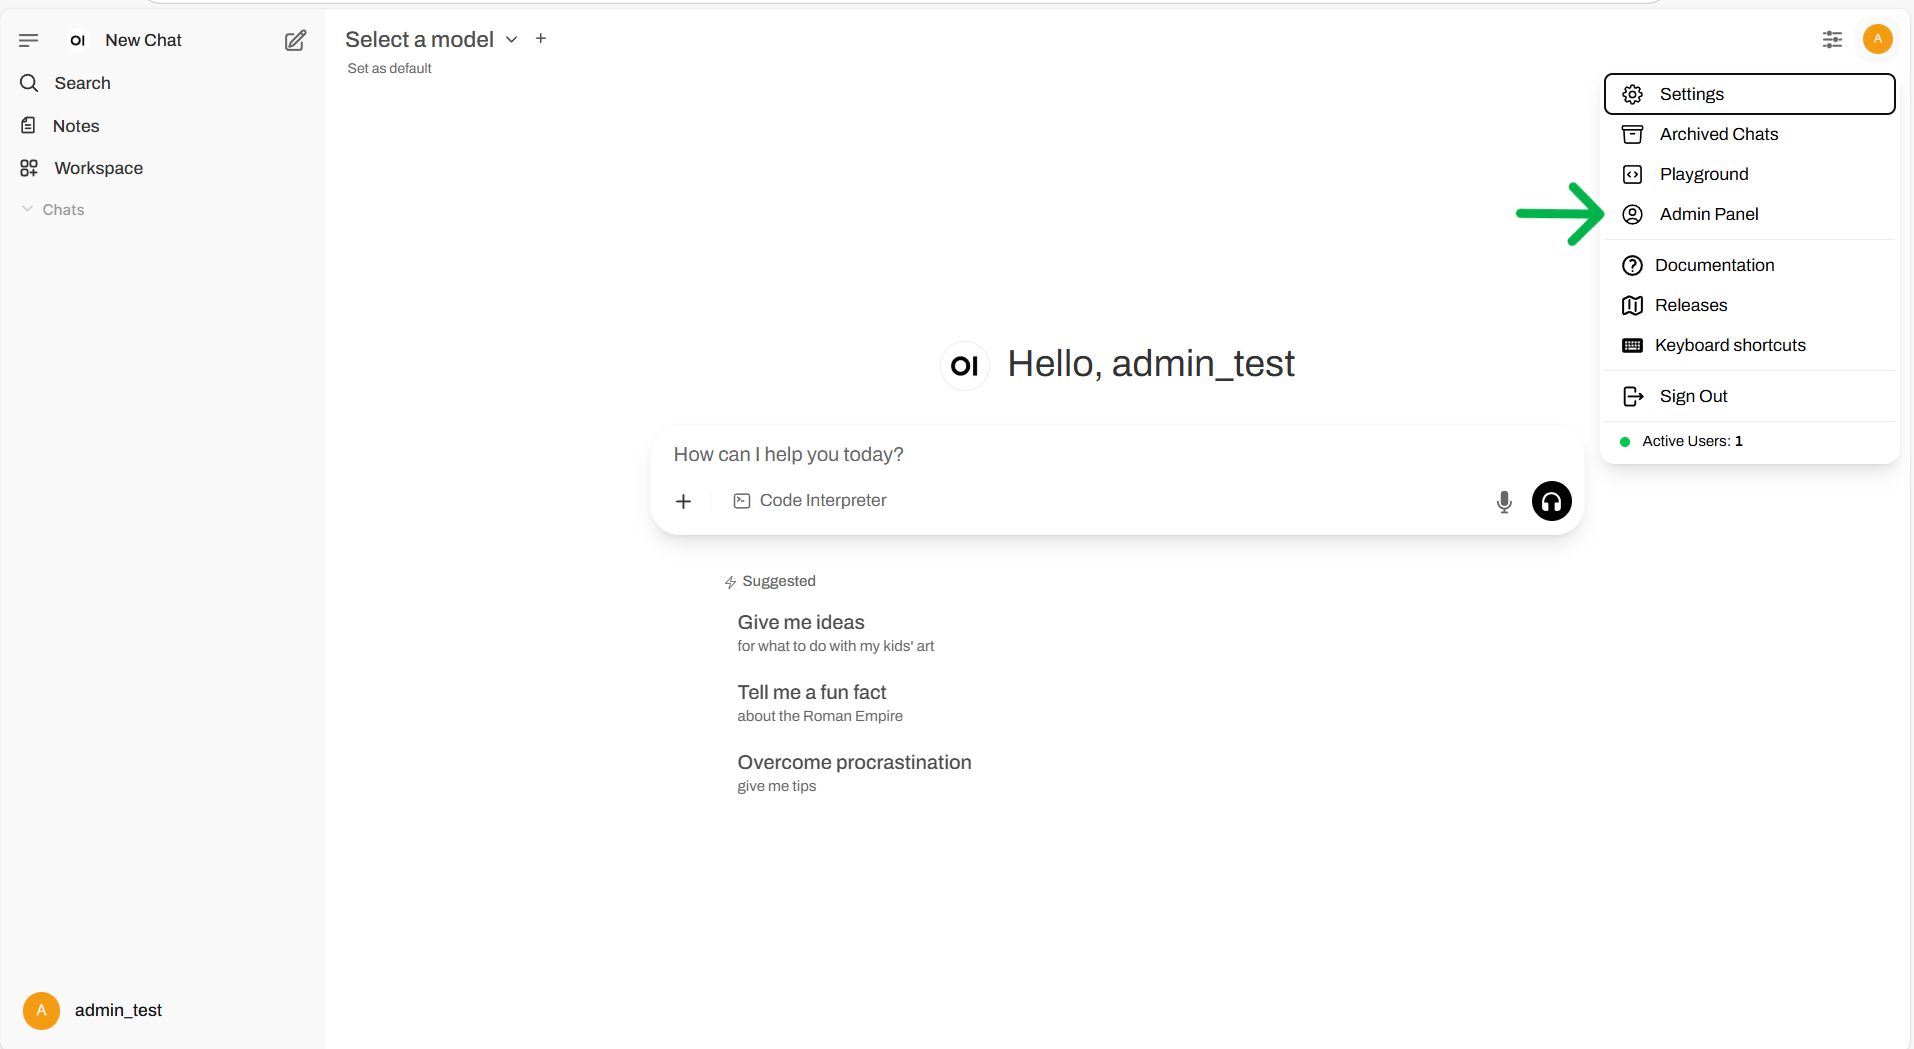 OI New Chat
Search
Notes
Workspace
Chats
A admin_test
Select a model
Set as default
A
Settings
Archived Chats
Playground
Admin Panel
Documentation
Releases
Keyboard shortcuts
Sign Out
Active Users: 1
OI Hello, admin_test
How can I help you today?
Code Interpreter
Suggested
Give me ideas
for what to do with my kids' art
Tell me a fun fact
about the Roman Empire
Overcome procrastination
give me tips